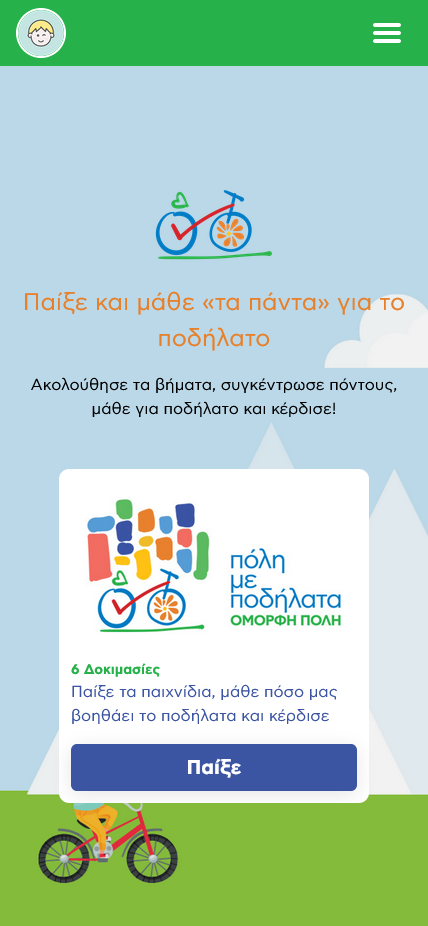 Παίξε και μάθε «τα πάντα» για το
ποδήλατο
Ακολούθησε τα βήματα, συγκέντρωσε πόντους,
μάθε για ποδήλατο και κέρδισε!
πόλη
με
ποδήλατα
ΟΜΟΡΦΗ ΠΟΛΗ
6 Δοκιμασίες
Παίξε τα παιχνίδια, μάθε πόσο μας
βοηθάει το ποδήλατα και κέρδισε
Παίξε